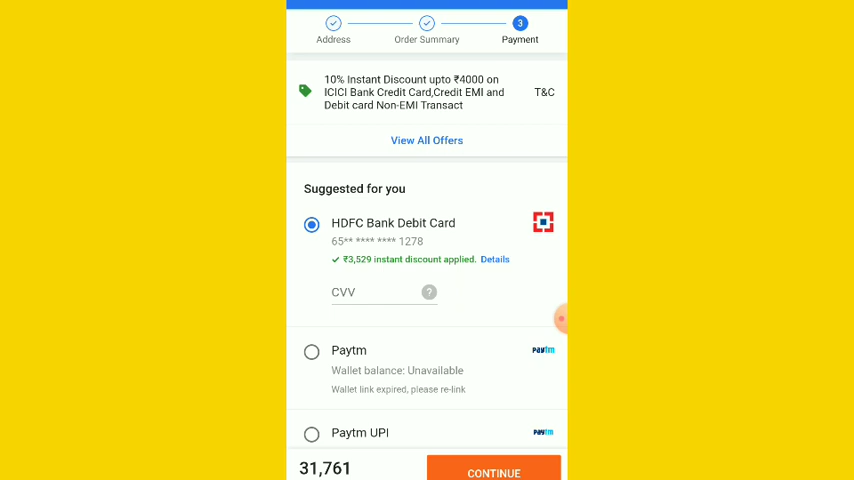 3
Address
Order Summary
Payment
10% Instant Discount upto ₹4000 on
ICICI Bank Credit Card,Credit EMI and
Debit card Non-EMI Transact
T&C
View All Offers
Suggested for you
HDFC Bank Debit Card
65** **** **** 1278
₹3,529 instant discount applied. Details
CVV
?
Paytm
paytm
Wallet balance: Unavailable
Wallet link expired, please re-link
Paytm UPI
paytm
31,761
CONTINUE